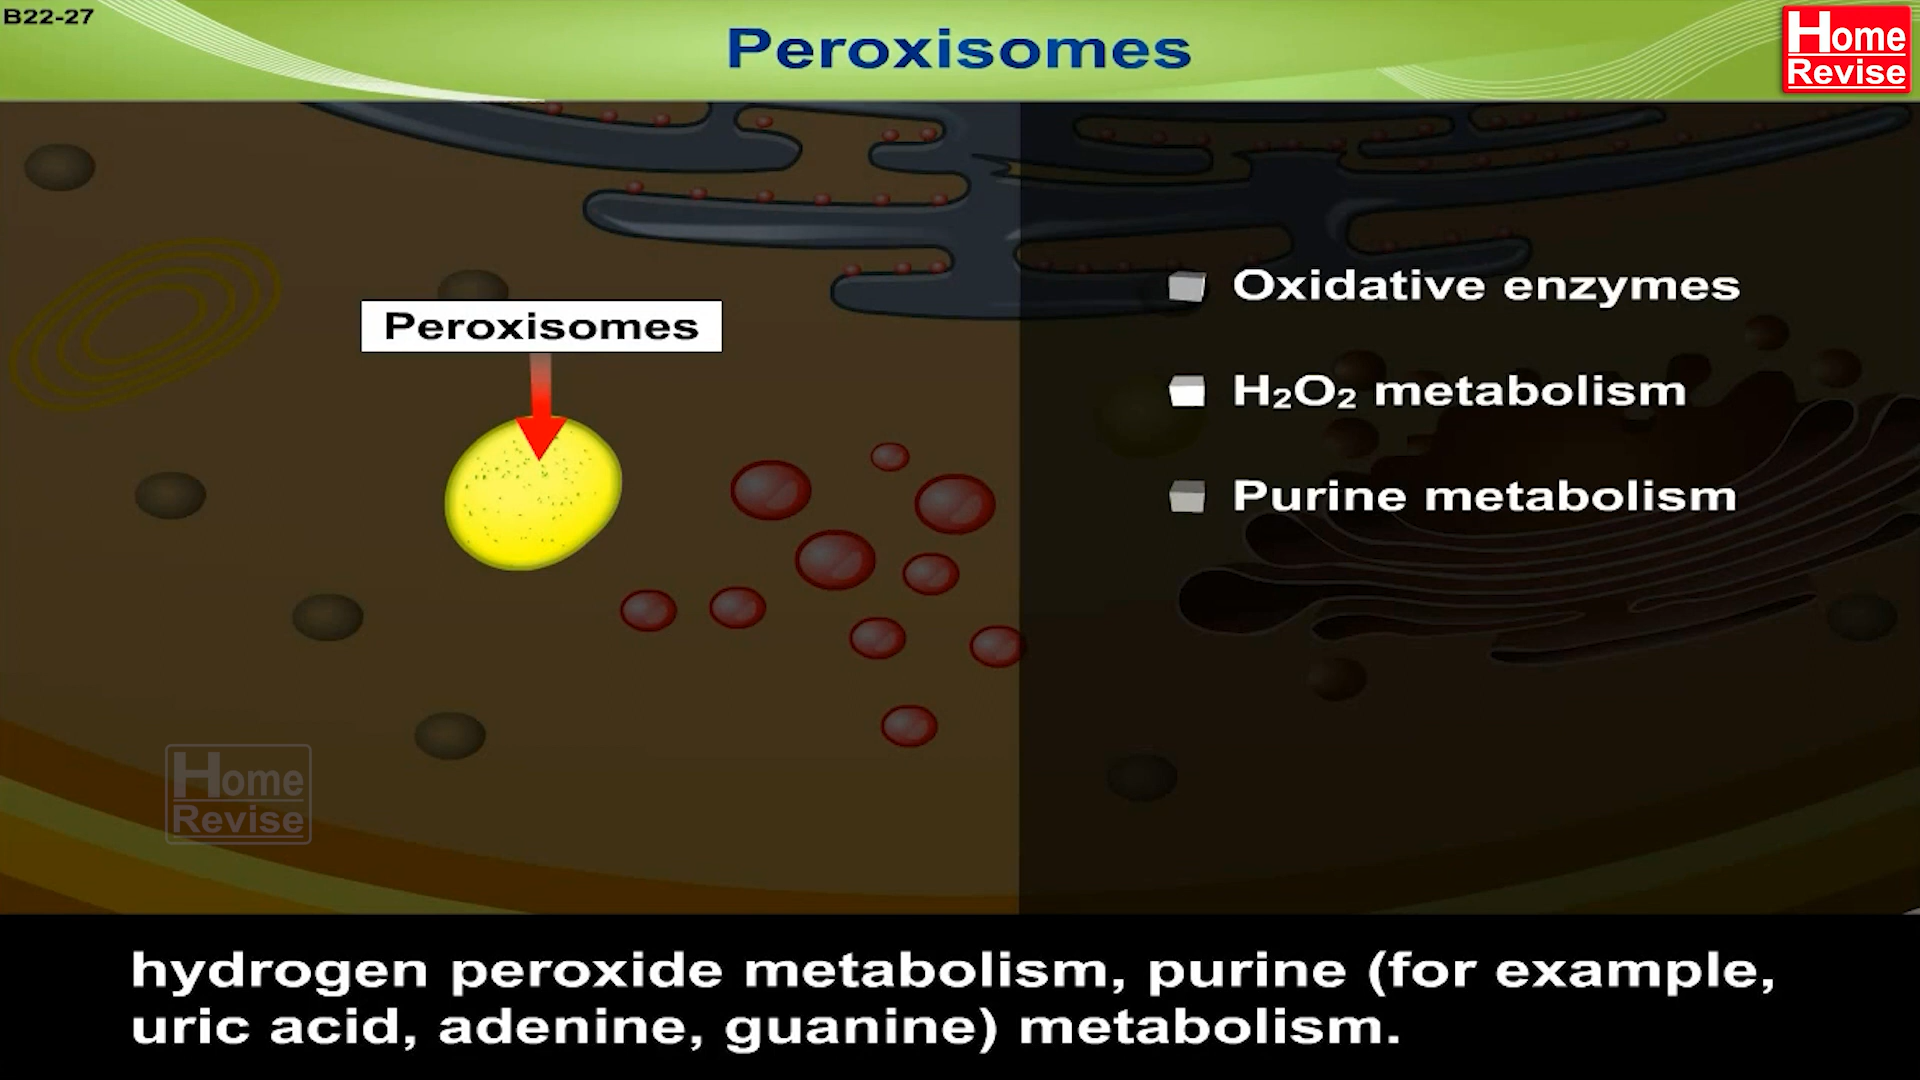 B22-27
Peroxisomes
Home
Revise
Peroxisomes
Oxidative enzymes
H₂O₂ metabolism
Purine metabolism
Home
Revise
hydrogen peroxide metabolism, purine (for example,
uric acid, adenine, guanine) metabolism.